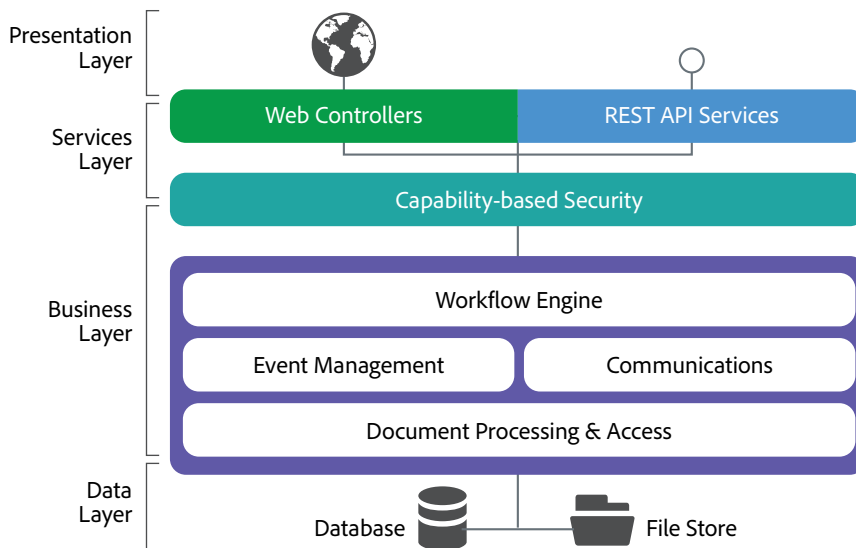 Presentation
Layer
Web Controllers
REST API Services
Services
Layer
Capability-based Security
Business
Layer
Workflow Engine
Event Management
Communications
Document Processing & Access
Data
Layer
Database
File Store